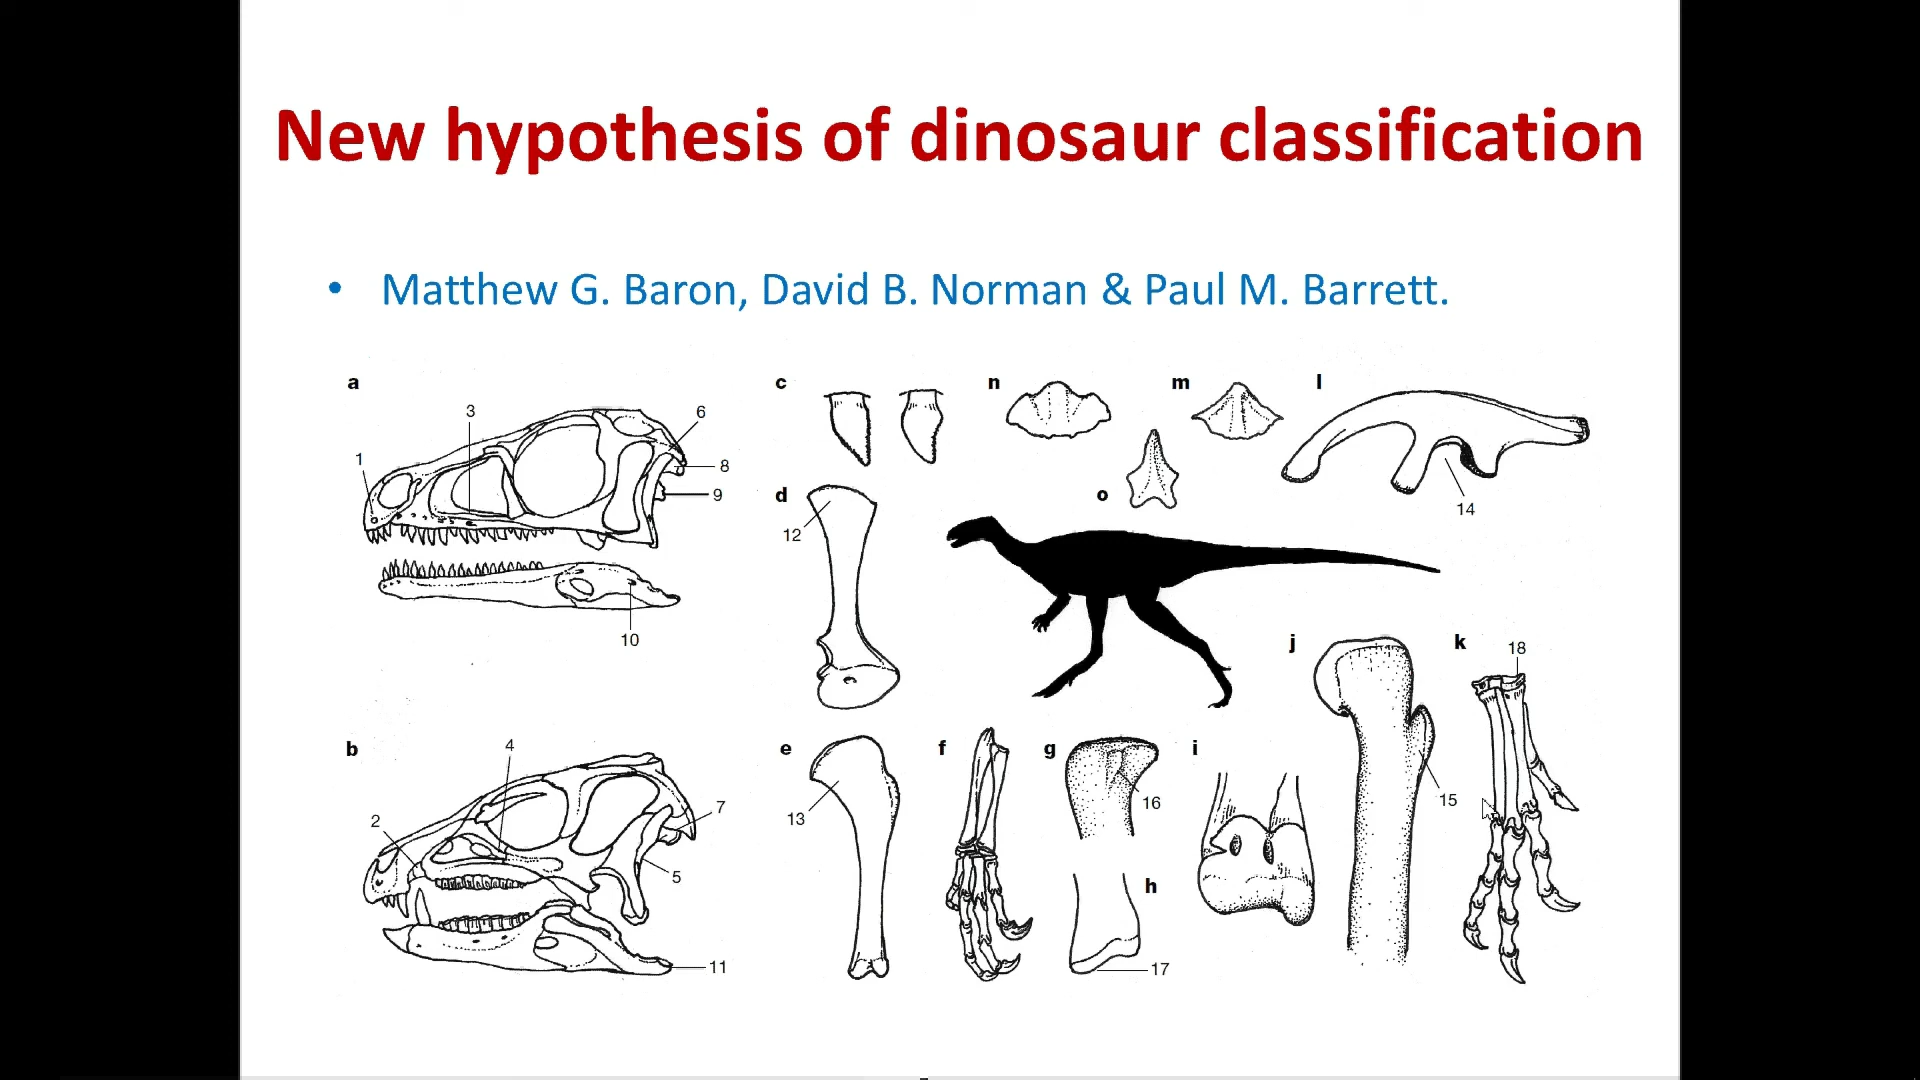 New hypothesis of dinosaur classification
• Matthew G. Baron, David B. Norman & Paul M. Barrett.
a
1
3
6
8
9
10
b
2
4
7
5
11
c
n
m
l
14
d
12
o
e
13
f
g
16
h
17
i
j
15
k
18